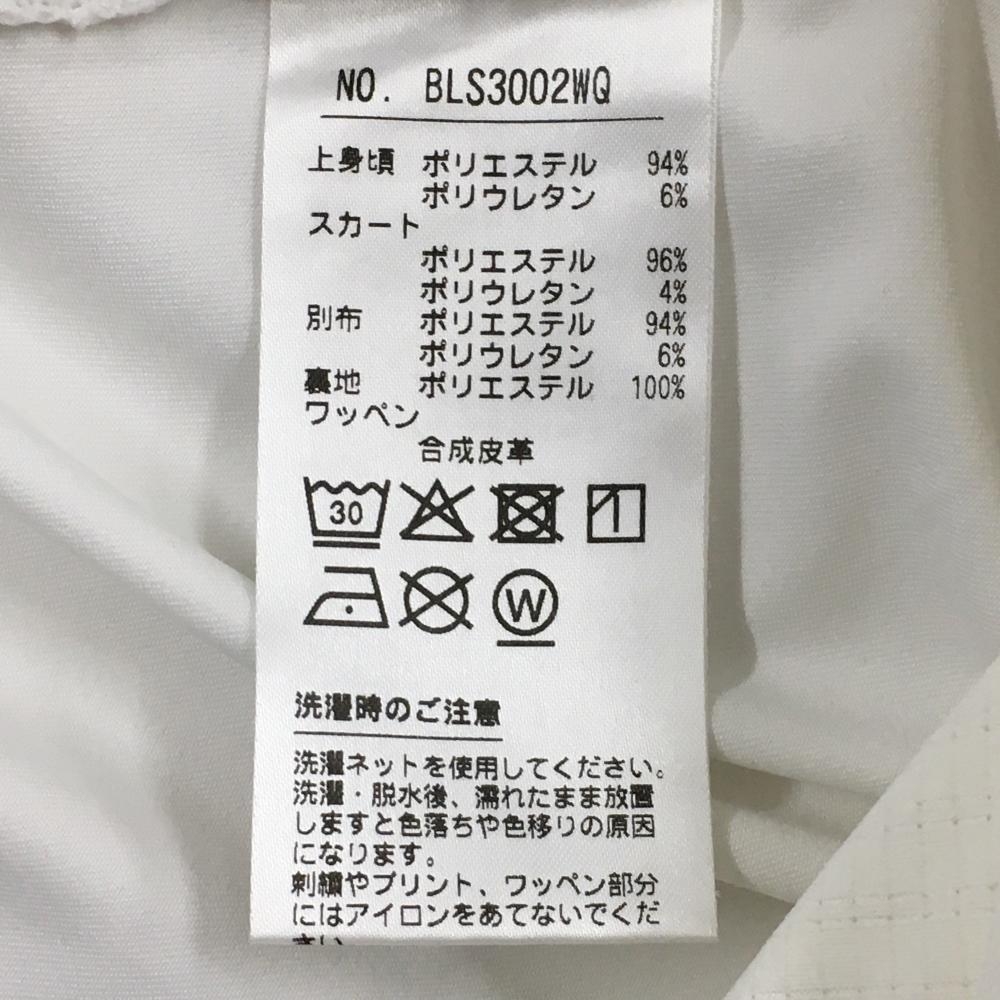 NO. BLS3002WQ
上身頃 ポリエステル 94%
ポリウレタン 6%
スカート
ポリエステル 96%
ポリウレタン 4%
別布 ポリエステル 94%
ポリウレタン 6%
裏地 ポリエステル 100%
ワッペン
合成皮革
30
W
洗濯時のご注意
洗濯ネットを使用してください。
洗濯・脱水後、濡れたまま放置
しますと色落ちや色移りの原因
になります。
刺繍やプリント、ワッペン部分
にはアイロンをあてないでくだ
さい。